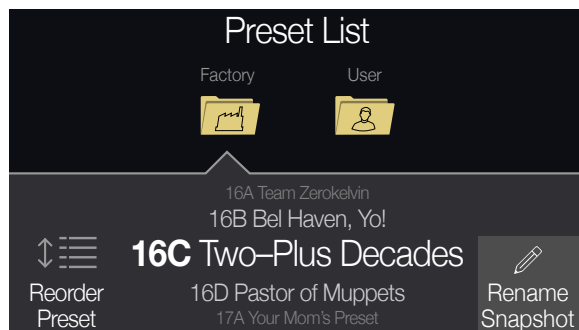 Preset List
Factory User
16A Team Zerokelvin
16B Bel Haven, Yo!
16C Two–Plus Decades
16D Pastor of Muppets
17A Your Mom's Preset
Reorder
Preset
Rename
Snapshot